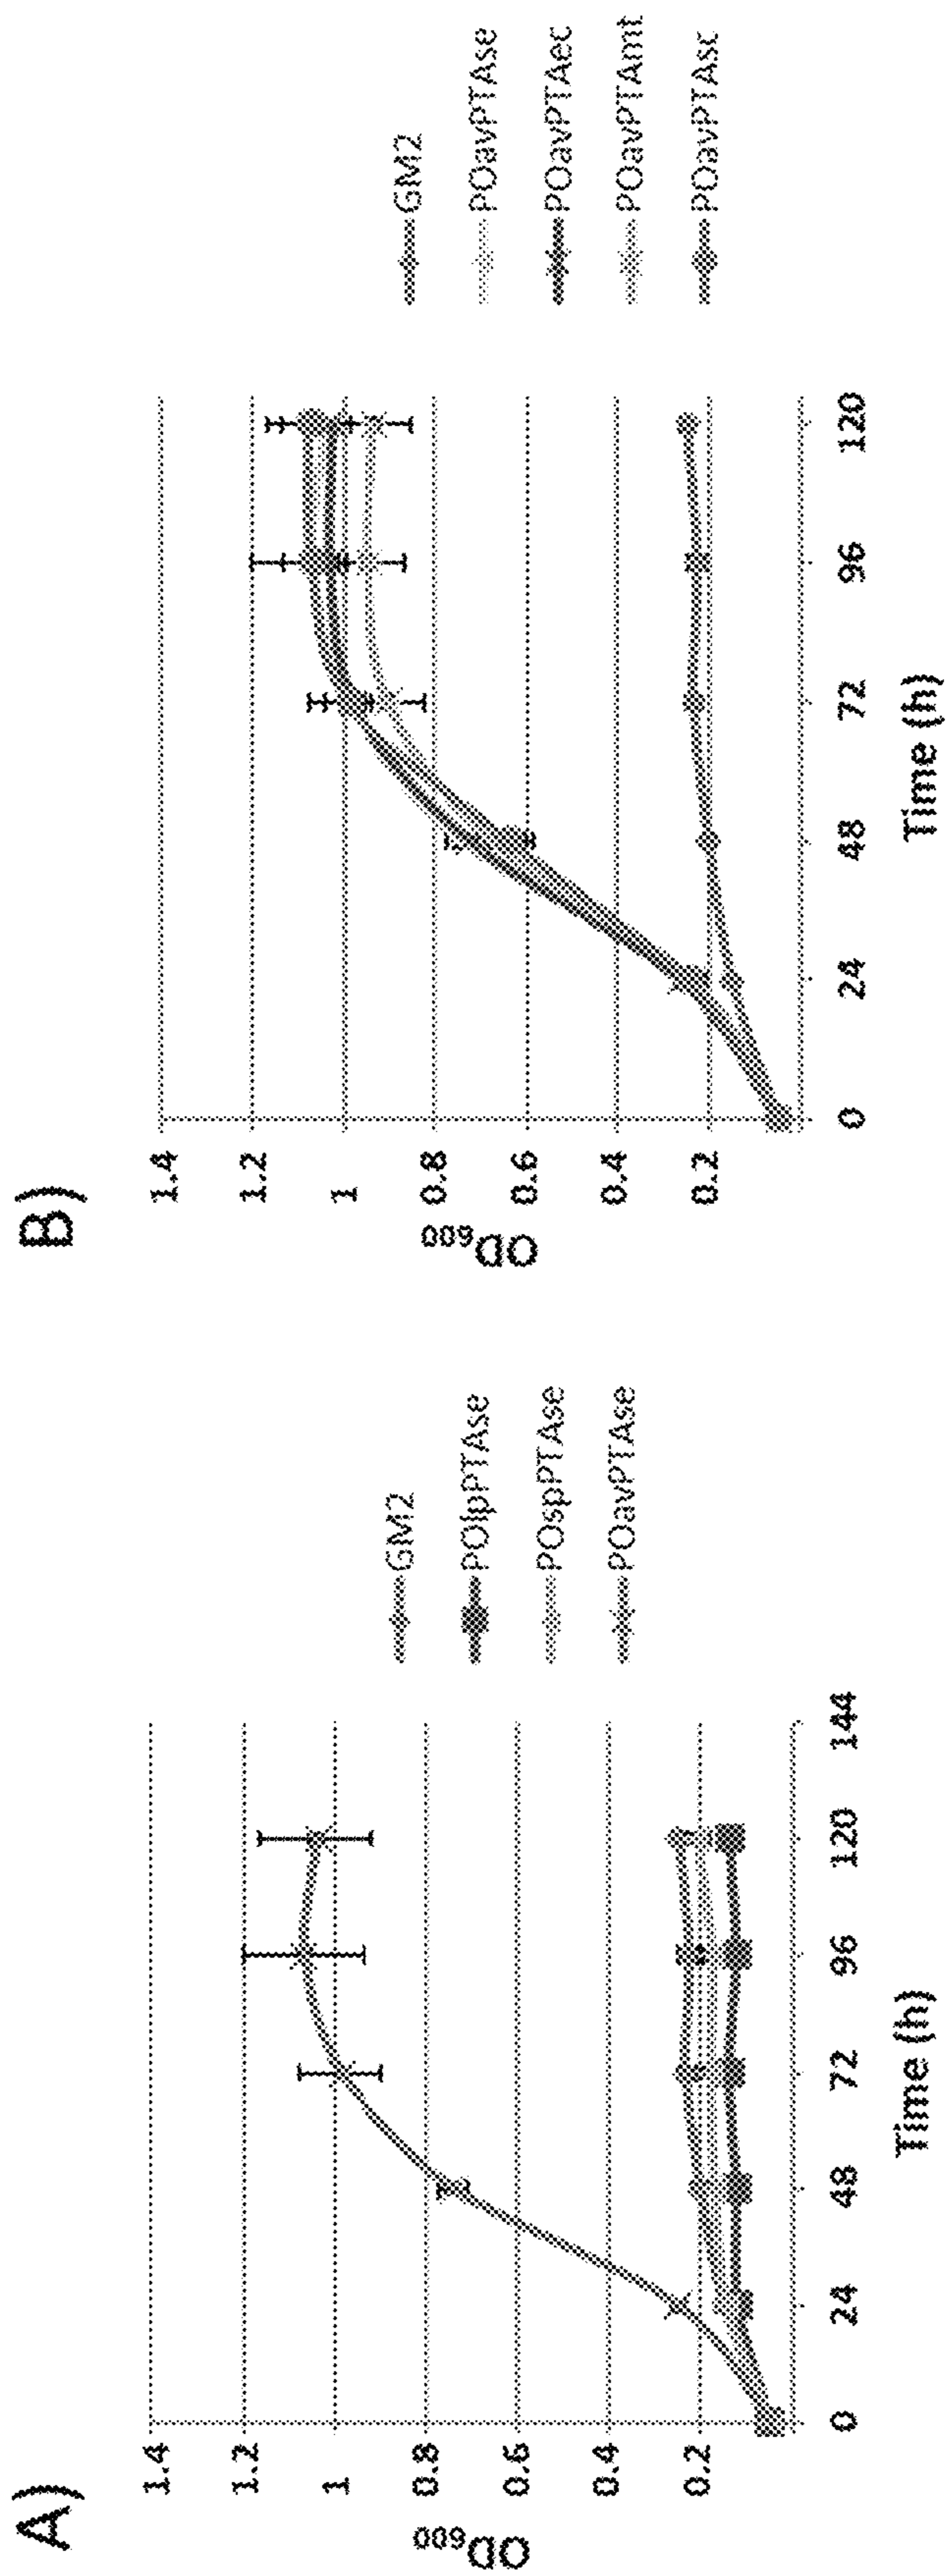 A)
1.4
1.2
1
0.8
0.6
0.4
0.2
OD600
0 24 48 72 96 120 144
Time (h)
GM2
POlpPTAse
POspPTAse
POavPTAse
B)
1.4
1.2
1
0.8
0.6
0.4
0.2
OD600
0 24 48 72 96 120
Time (h)
GM2
POavPTAse
POavPTAec
POavPTAmt
POavPTAsc